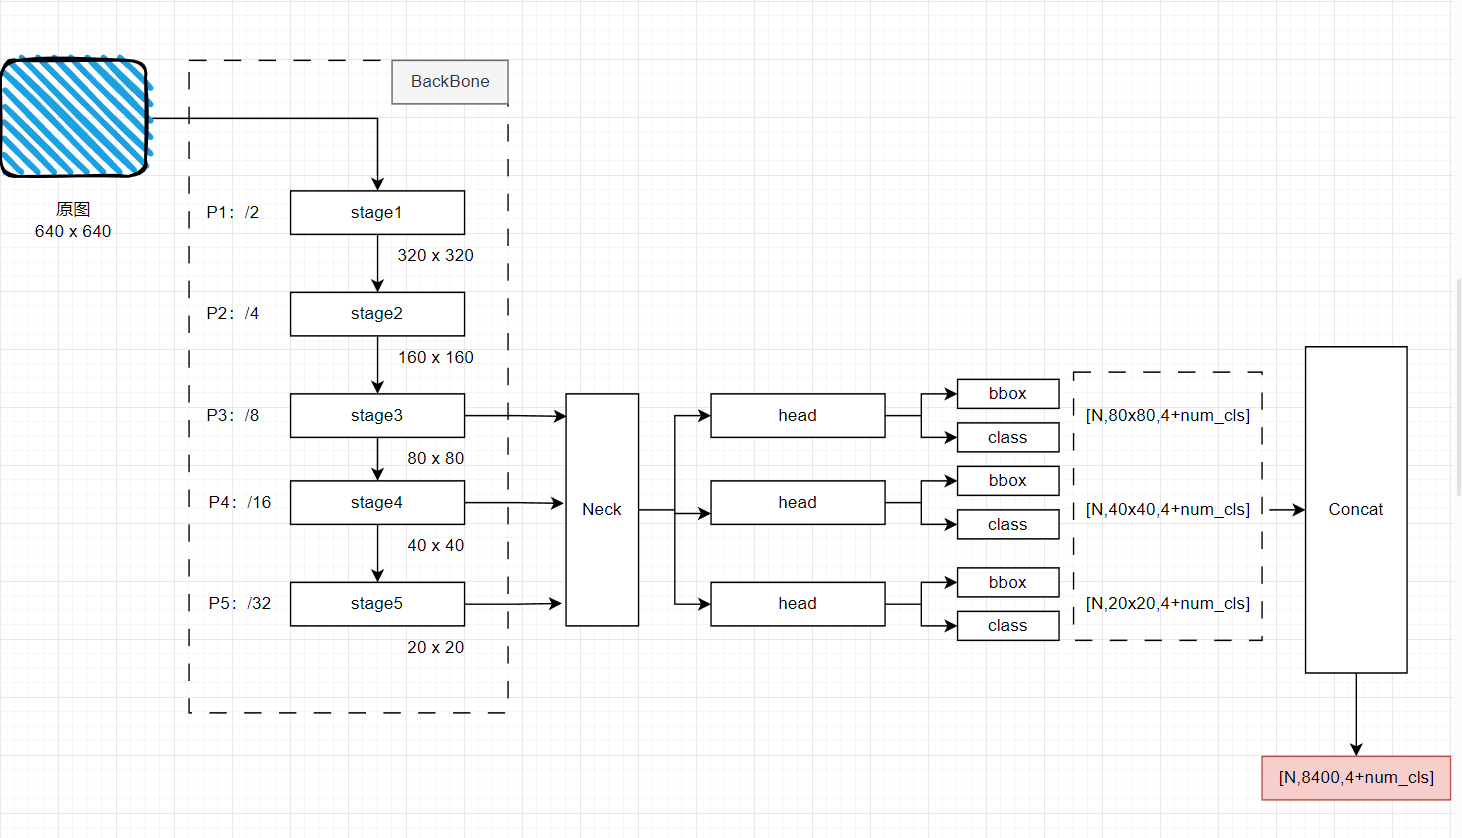 BackBone
原图
640 x 640
P1：/2
stage1
320 x 320
P2：/4
stage2
160 x 160
P3：/8
stage3
80 x 80
P4：/16
stage4
40 x 40
P5：/32
stage5
20 x 20
Neck
head
bbox
class
[N,80x80,4+num_cls]
head
bbox
class
[N,40x40,4+num_cls]
head
bbox
class
[N,20x20,4+num_cls]
Concat
[N,8400,4+num_cls]